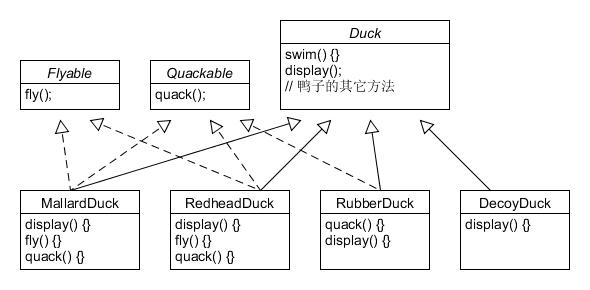 Flyable
fly();
Quackable
quack();
Duck
swim() {}
display();
// 鸭子的其它方法
MallardDuck
display() {}
fly() {}
quack() {}
RedheadDuck
display() {}
fly() {}
quack() {}
RubberDuck
quack() {}
display() {}
DecoyDuck
display() {}